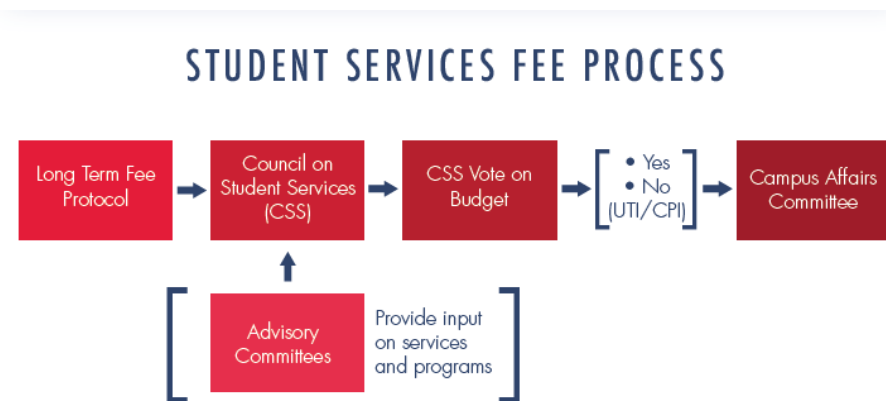 STUDENT SERVICES FEE PROCESS
Long Term Fee
Protocol
Council on
Student Services
(CSS)
CSS Vote on
Budget
• Yes
• No
(UTI/CPI)
Campus Affairs
Committee
Advisory
Committees
Provide input
on services
and programs